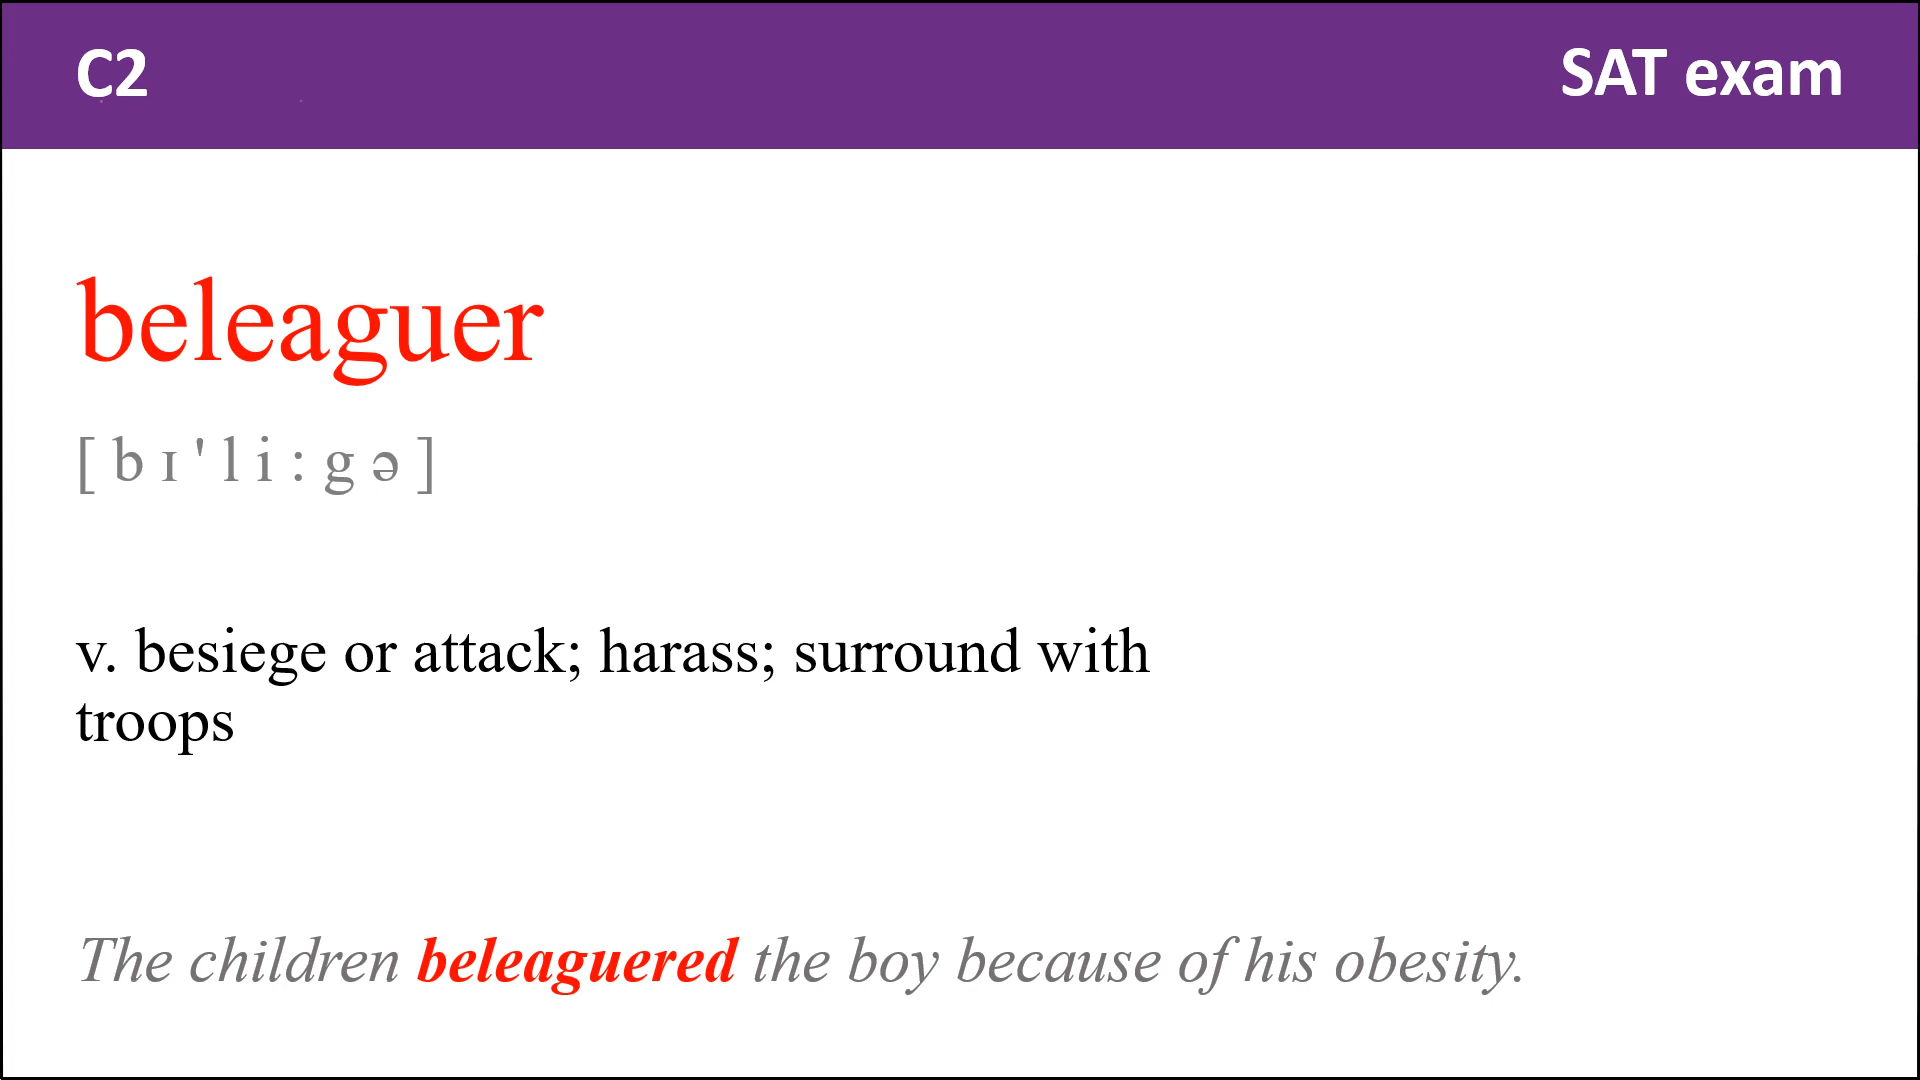 C2
SAT exam
beleaguer
[ b ɪ ' l i : g ə ]
v. besiege or attack; harass; surround with
troops
The children beleaguered the boy because of his obesity.